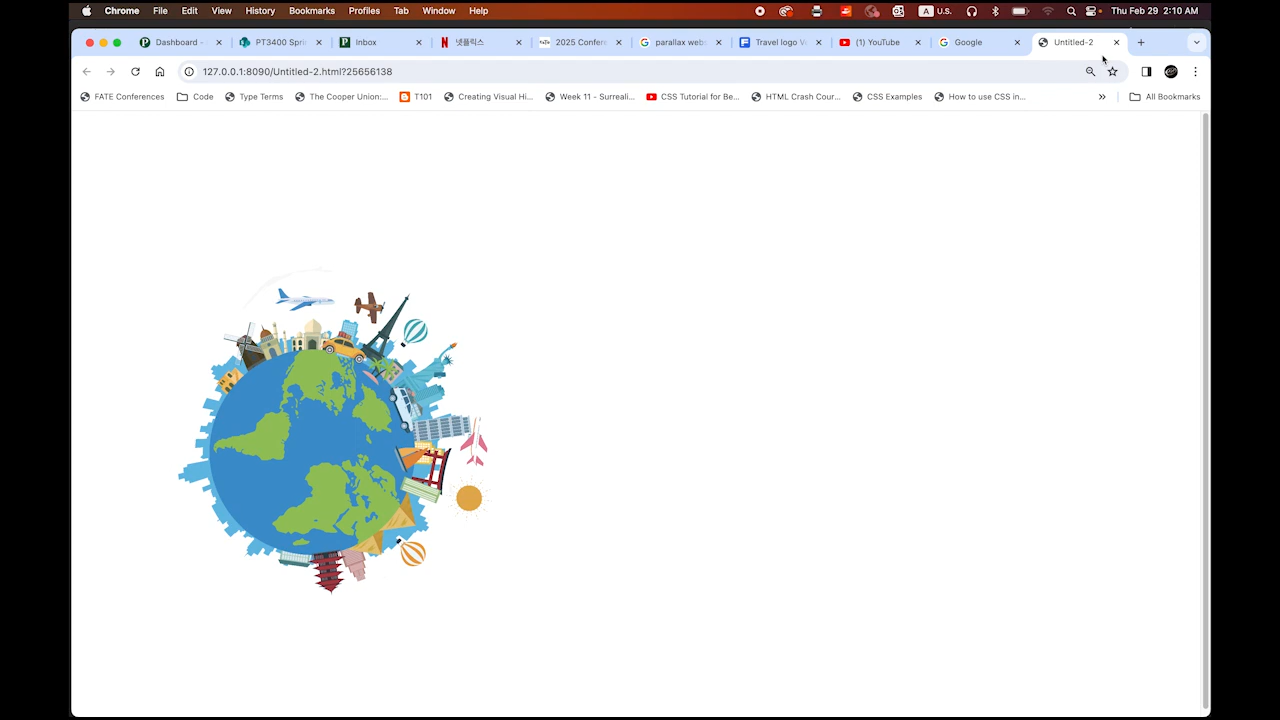 Chrome File Edit View History Bookmarks Profiles Tab Window Help A U.S. Thu Feb 29 2:10 AM
Dashboard - PT3400 Spri Inbox 넷플릭스 2025 Confere parallax webs Travel logo V (1) YouTube Google Untitled-2
127.0.0.1:8090/Untitled-2.html?25656138
FATE Conferences Code Type Terms The Cooper Union:... T101 Creating Visual Hi... Week 11 - Surreali... CSS Tutorial for Be... HTML Crash Cour... CSS Examples How to use CSS in... » All Bookmarks